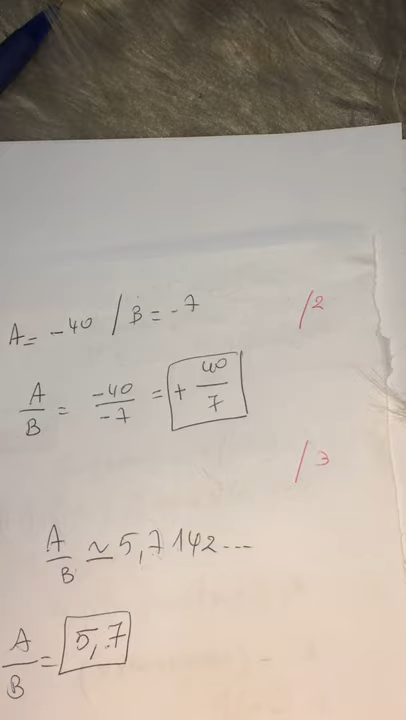 A = -40 / B = -7 /2
A/B = -40/-7 = + 40/7
/3
A/B ≃ 5,7142...
A/B = 5,7